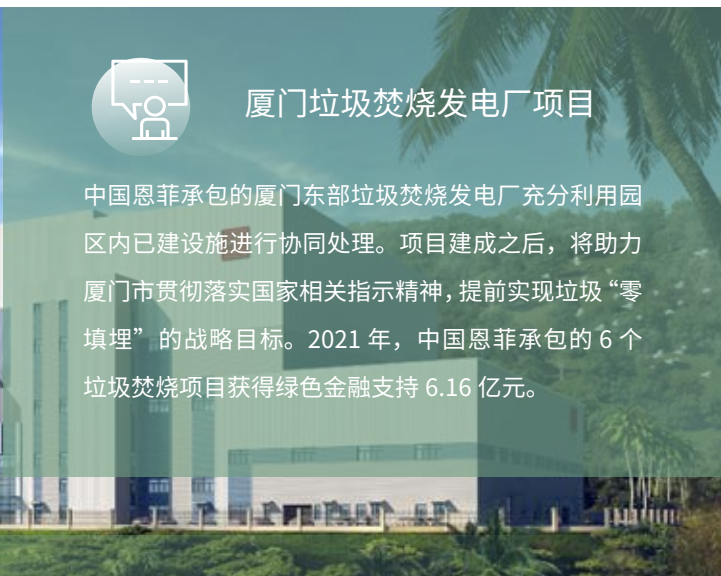 厦门垃圾焚烧发电厂项目
中国恩菲承包的厦门东部垃圾焚烧发电厂充分利用园
区内已建设施进行协同处理。项目建成之后，将助力
厦门市贯彻落实国家相关指示精神，提前实现垃圾“零
填埋”的战略目标。2021 年，中国恩菲承包的 6 个
垃圾焚烧项目获得绿色金融支持 6.16 亿元。